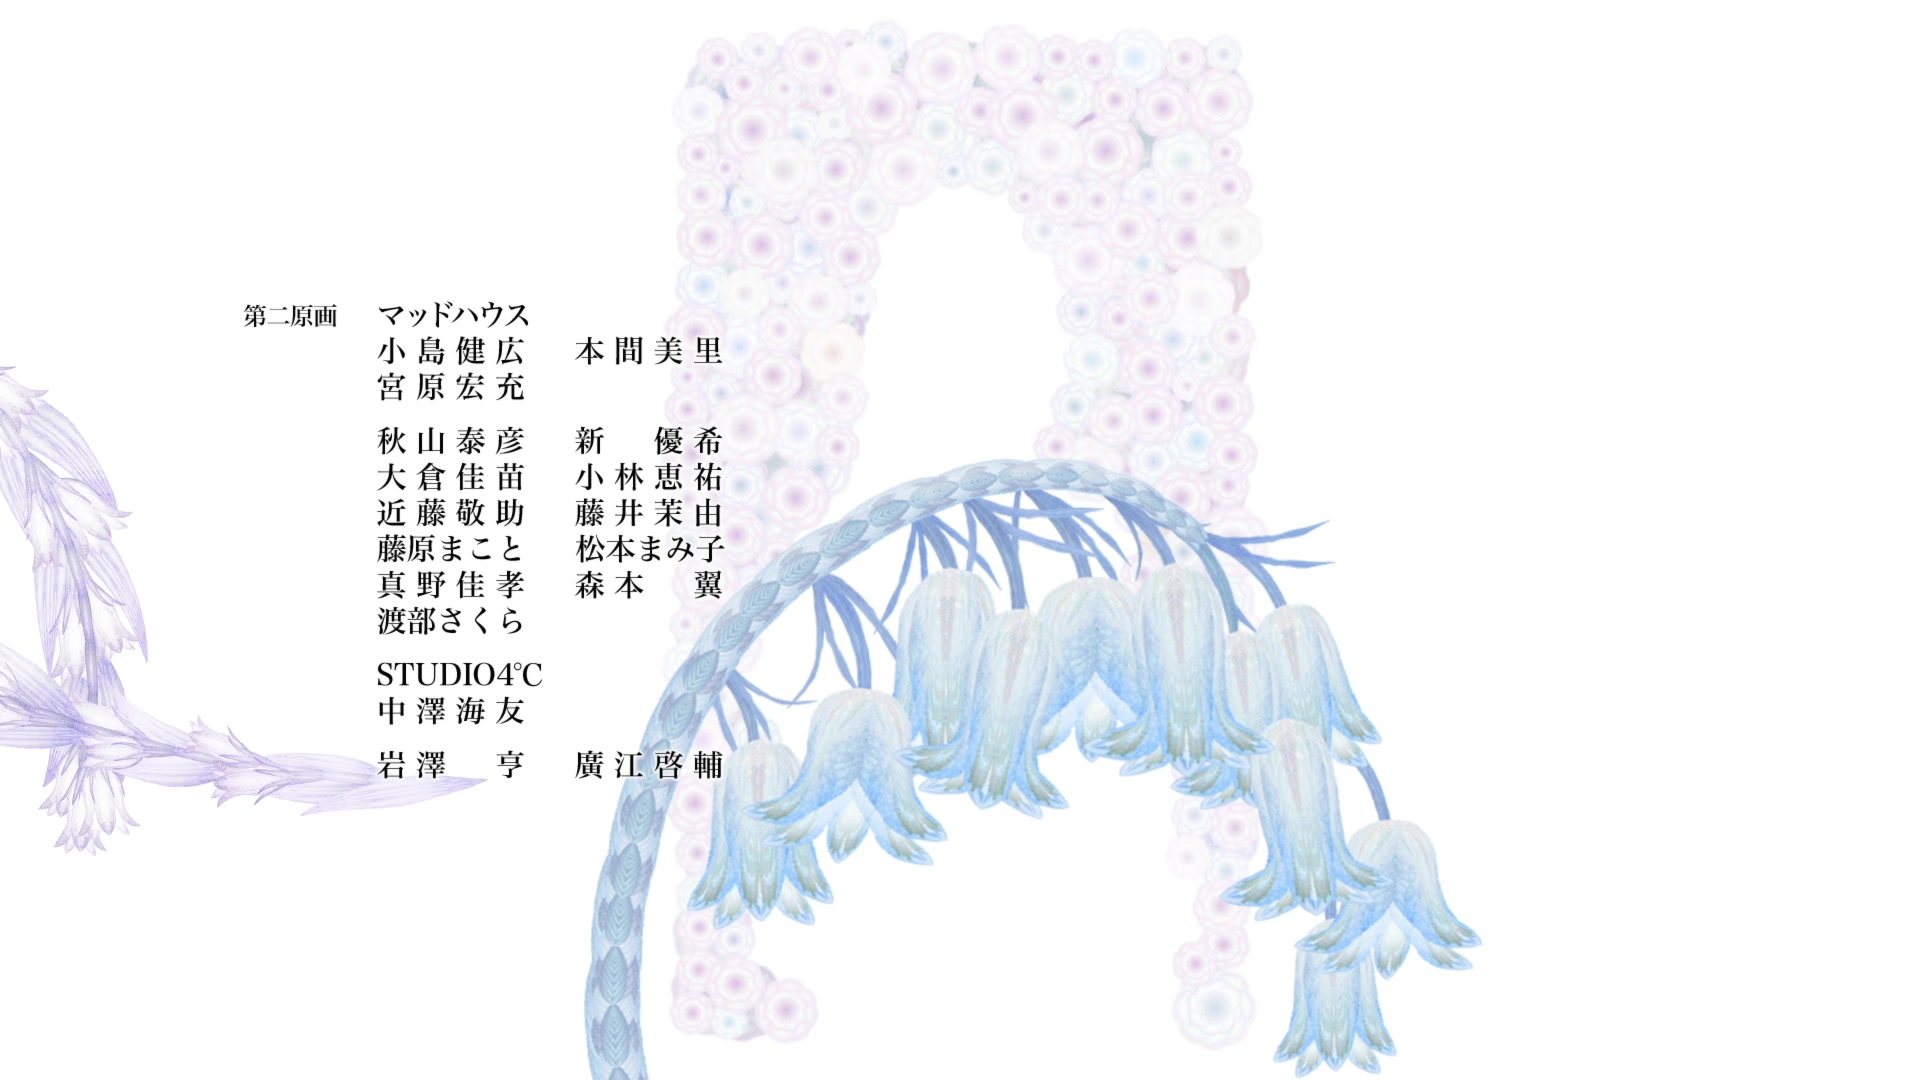 第二原画 マッドハウス
小島健広 本間美里
宮原宏充
秋山泰彦 新 優希
大倉佳苗 小林恵祐
近藤敬助 藤井茉由
藤原まこと 松本まみ子
真野佳孝 森本 翼
渡部さくら
STUDIO4℃
中澤海友
岩澤 亨 廣江啓輔